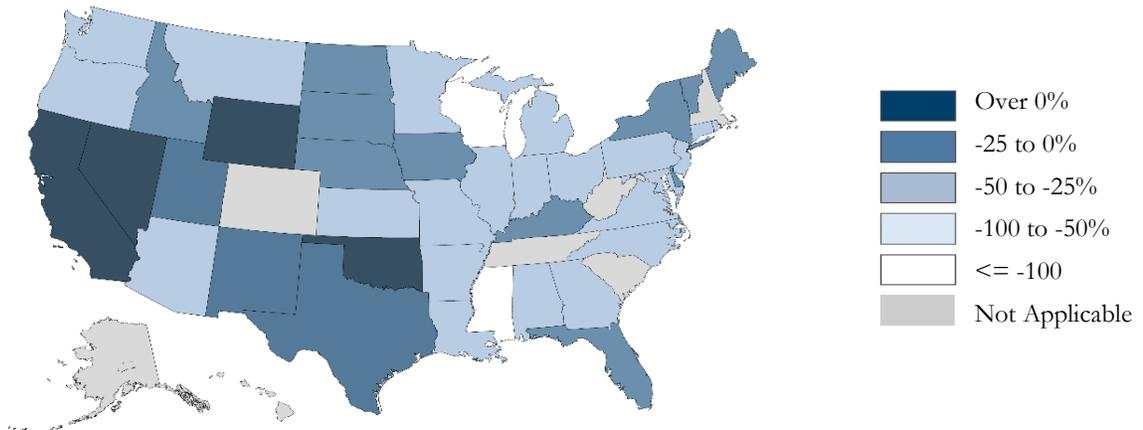 Over 0%
-25 to 0%
-50 to -25%
-100 to -50%
<= -100
Not Applicable